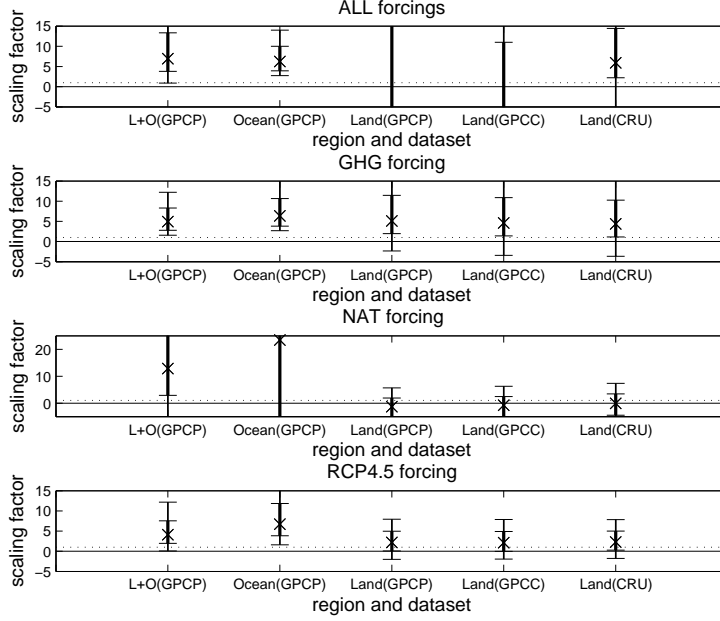 ALL forcings
15
10
5
0
−5
scaling factor
L+O(GPCP) Ocean(GPCP) Land(GPCP) Land(GPCC) Land(CRU)
region and dataset
GHG forcing
15
10
5
0
−5
scaling factor
L+O(GPCP) Ocean(GPCP) Land(GPCP) Land(GPCC) Land(CRU)
region and dataset
NAT forcing
20
10
0
scaling factor
L+O(GPCP) Ocean(GPCP) Land(GPCP) Land(GPCC) Land(CRU)
region and dataset
RCP4.5 forcing
15
10
5
0
−5
scaling factor
L+O(GPCP) Ocean(GPCP) Land(GPCP) Land(GPCC) Land(CRU)
region and dataset